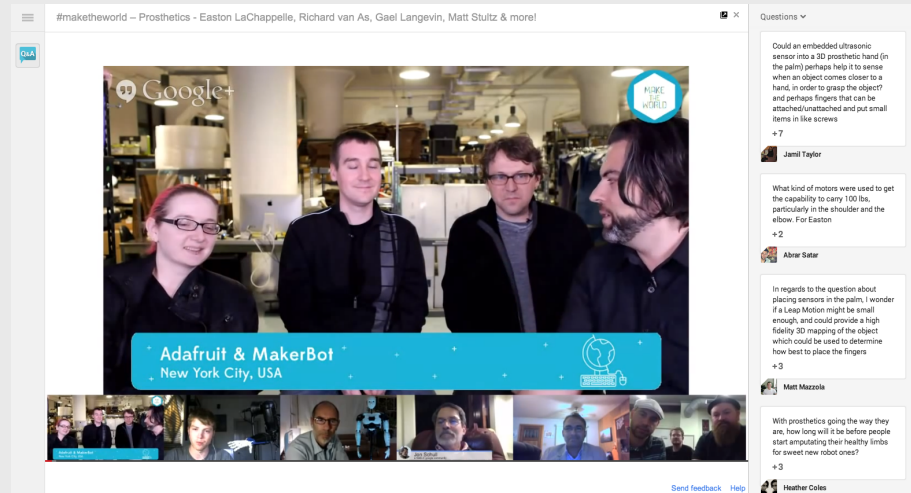 #maketheworld – Prosthetics - Easton LaChappelle, Richard van As, Gael Langevin, Matt Stultz & more!
Q&A
Google+
MAKE
THE
WORLD
Adafruit & MakerBot
New York City, USA
Adafruit & MakerBot
Jon Schull
Send feedback Help
Questions
Could an embedded ultrasonic
sensor into a 3D prosthetic hand (in
the palm) perhaps help it to sense
when an object comes closer to a
hand, in order to grasp the object?
and perhaps fingers that can be
attached/unattached and put small
items in like screws
+7
Jamil Taylor
What kind of motors were used to get
the capability to carry 100 lbs,
particularly in the shoulder and the
elbow. For Easton
+2
Abrar Satar
In regards to the question about
placing sensors in the palm, I wonder
if a Leap Motion might be small
enough, and could provide a high
fidelity 3D mapping of the object
which could be used to determine
how best to place the fingers
+3
Matt Mazzola
With prosthetics going the way they
are, how long will it be before people
start amputating their healthy limbs
for sweet new robot ones?
+3
Heather Coles